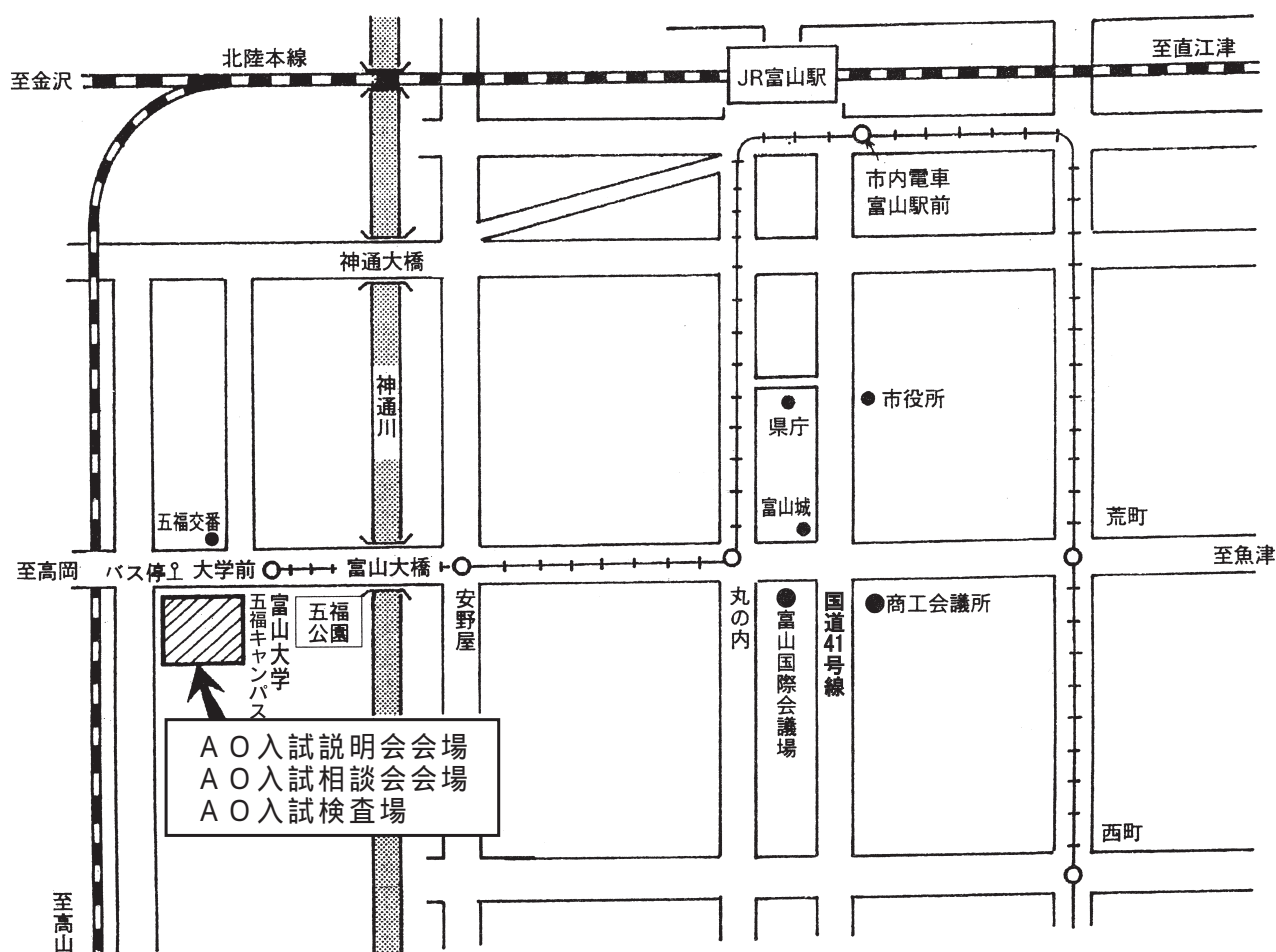 北陸本線
至直江津
至金沢
JR富山駅
市内電車
富山駅前
神通大橋
神通川
市役所
県庁
富山城
五福交番
荒町
至高岡
バス停
大学前
富山大橋
至魚津
安野屋
丸の内
富山国際会議場
国道41号線
商工会議所
富山大学
五福キャンパス
五福
公園
AO入試説明会会場
AO入試相談会会場
AO入試検査場
西町
至高山